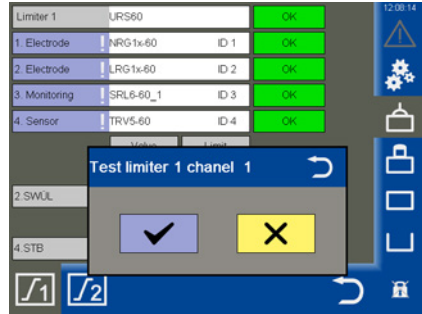 12:08:14
Limiter 1 URS60 OK
1. Electrode ! NRG1x-60 ID 1 OK
2. Electrode ! LRG1x-60 ID 2 OK
3. Monitoring ! SRL6-60_1 ID 3 OK
4. Sensor ! TRV5-60 ID 4 OK
Value Limit
Test limiter 1 chanel 1
2.SWÜL
4.STB
1 2